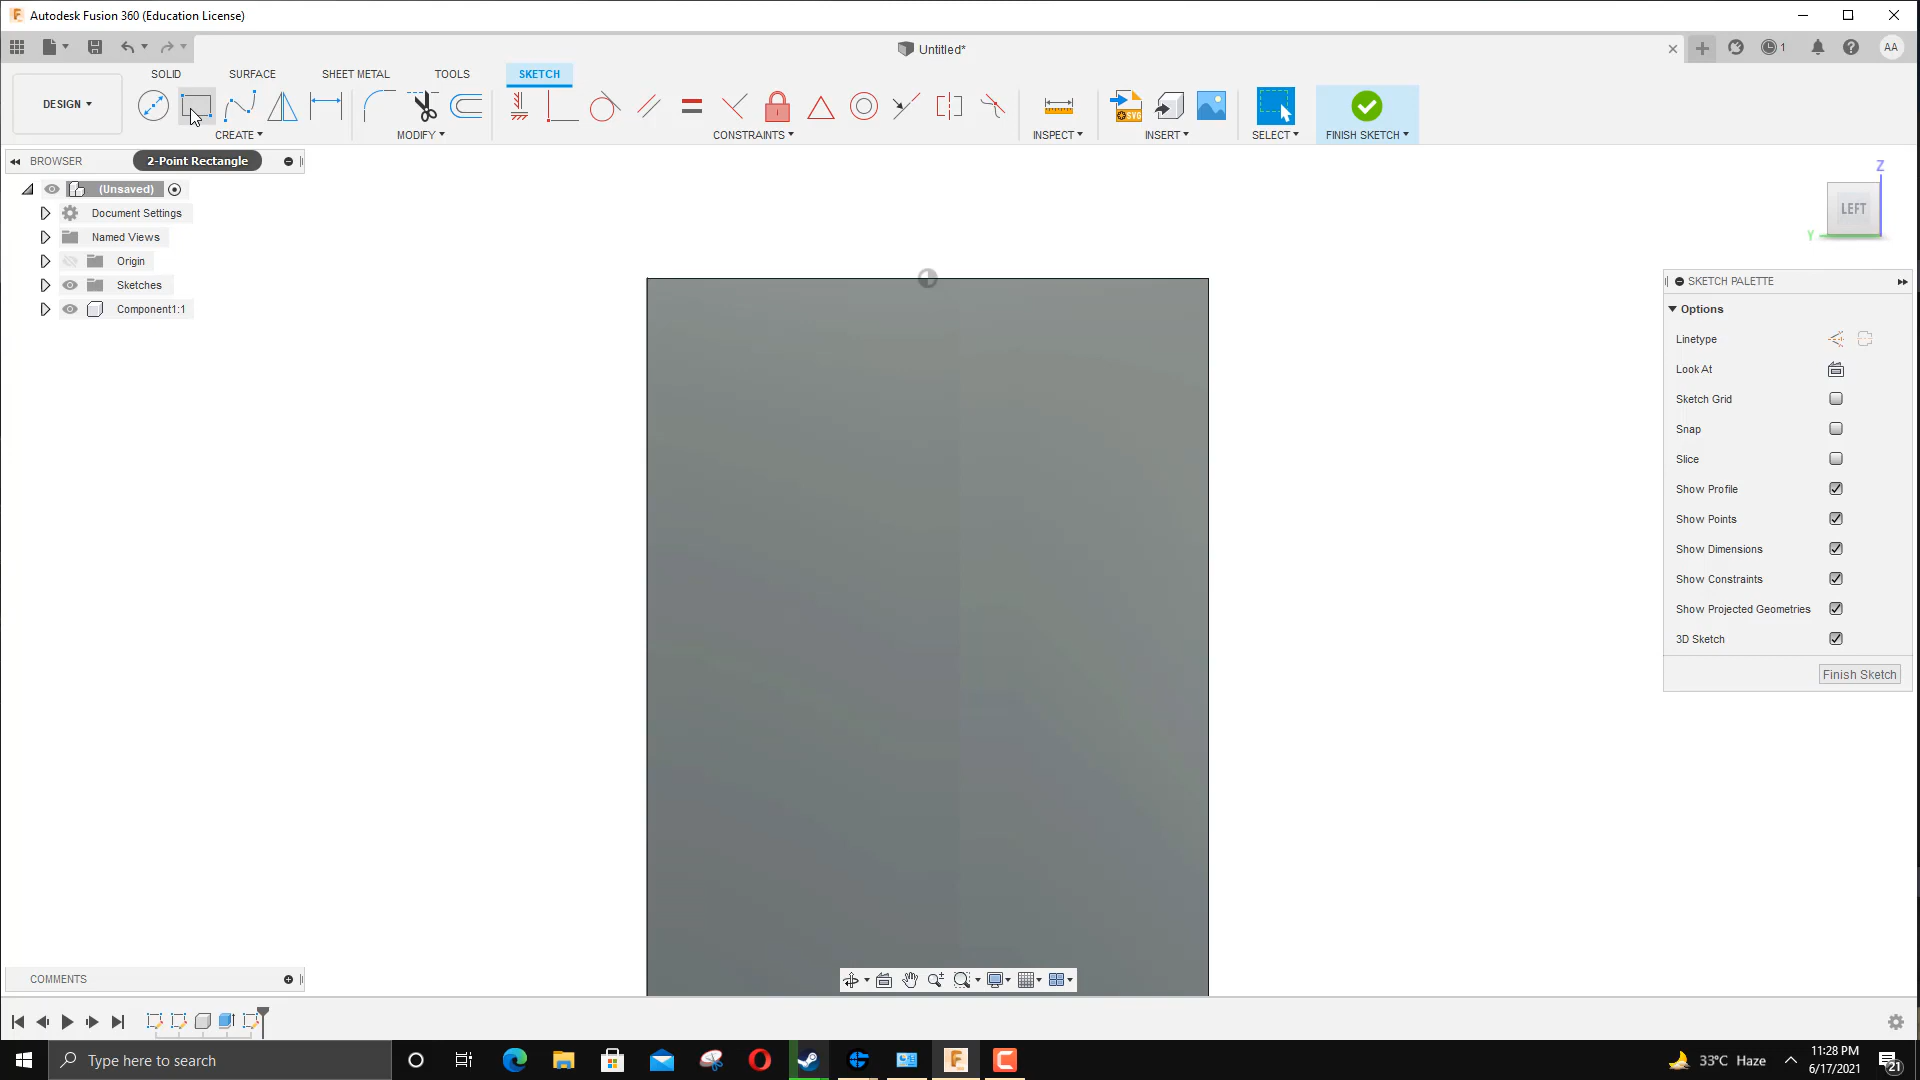 Autodesk Fusion 360 (Education License)
Untitled*
1
AA
SOLID
SURFACE
SHEET METAL
TOOLS
SKETCH
DESIGN
CREATE
MODIFY
CONSTRAINTS
INSPECT
INSERT
SELECT
FINISH SKETCH
SVG
BROWSER
2-Point Rectangle
(Unsaved)
Document Settings
Named Views
Origin
Sketches
Component1:1
Z
LEFT
Y
SKETCH PALETTE
Options
Linetype
Look At
Sketch Grid
Snap
Slice
Show Profile
Show Points
Show Dimensions
Show Constraints
Show Projected Geometries
3D Sketch
Finish Sketch
COMMENTS
Type here to search
33°C Haze
11:28 PM
6/17/2021
21